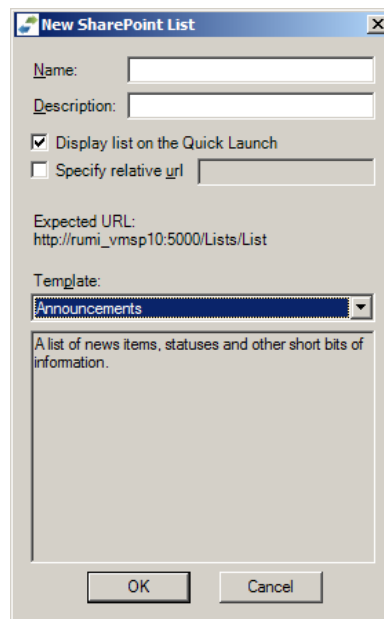 New SharePoint List
Name:
Description:
Display list on the Quick Launch
Specify relative url
Expected URL:
http://rumi_vmsp10:5000/Lists/List
Template:
Announcements
A list of news items, statuses and other short bits of
information.
OK Cancel